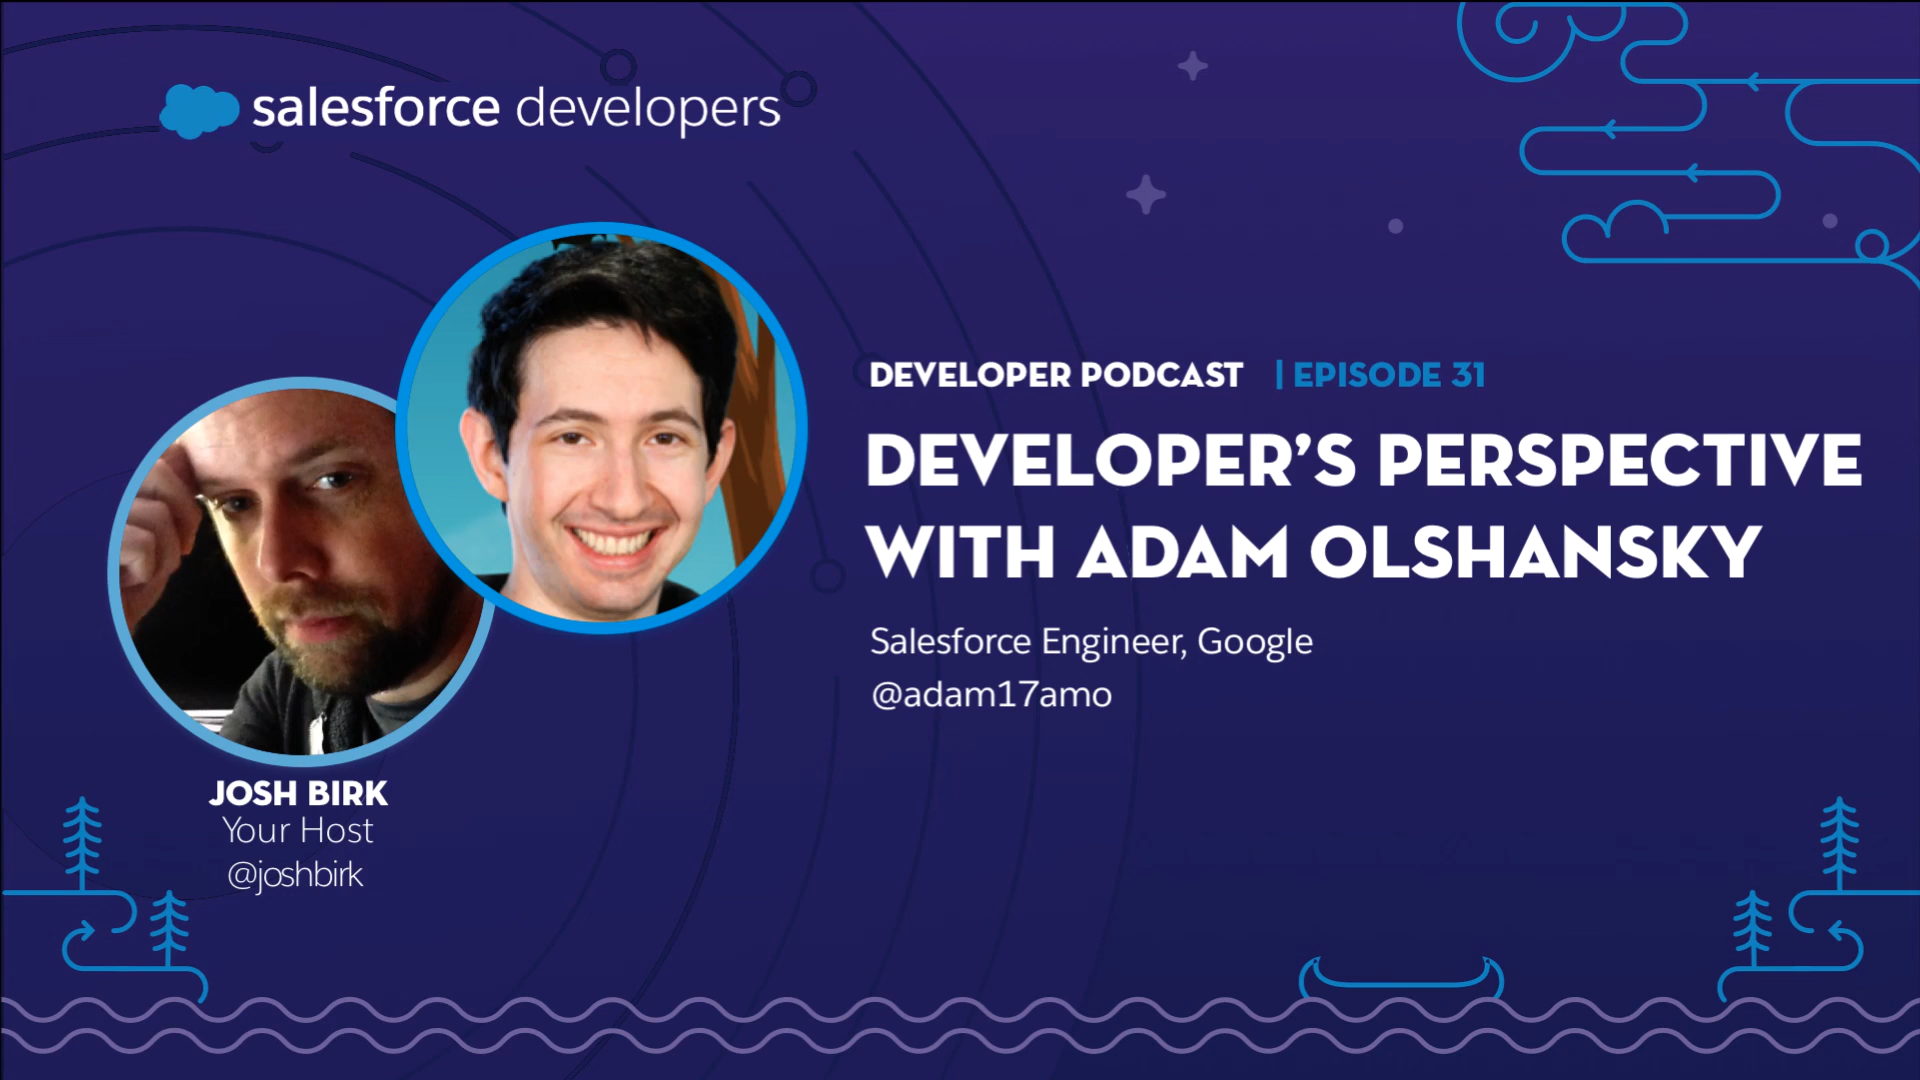 salesforce developers
DEVELOPER PODCAST | EPISODE 31
DEVELOPER’S PERSPECTIVE
WITH ADAM OLSHANSKY
Salesforce Engineer, Google
@adam17amo
JOSH BIRK
Your Host
@joshbirk